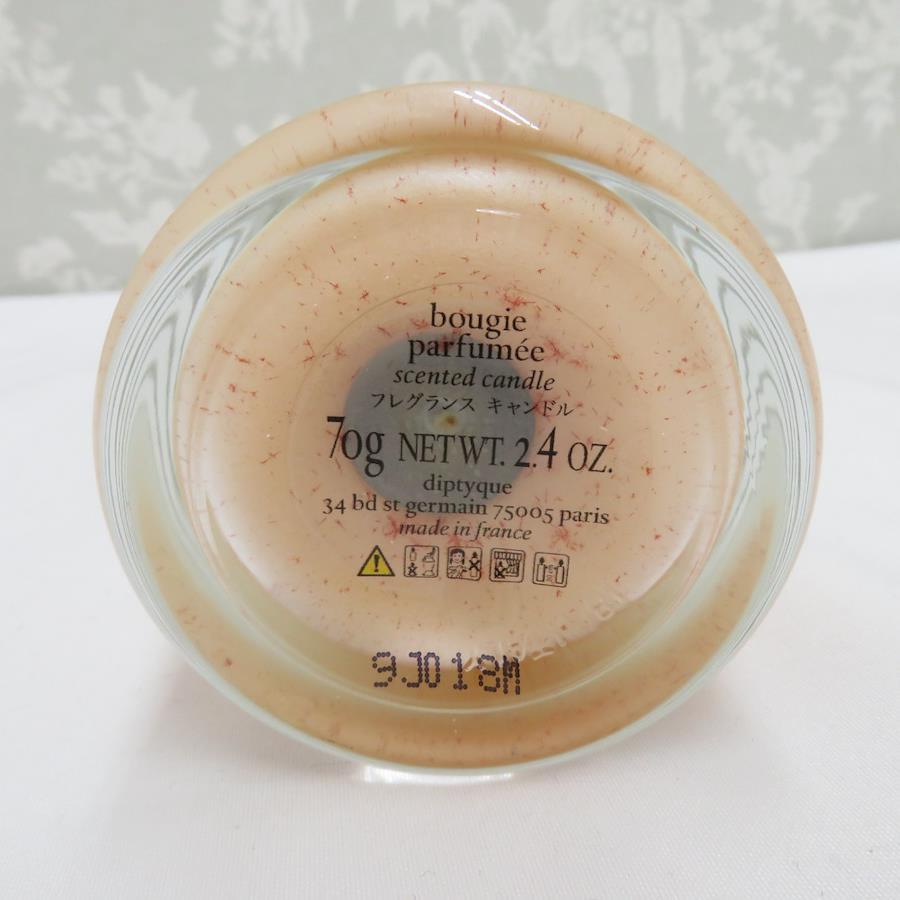 bougie
parfumée
scented candle
フレグランス キャンドル
70g NET WT. 2.4 OZ.
diptyque
34 bd st germain 75005 paris
made in france
9J018M